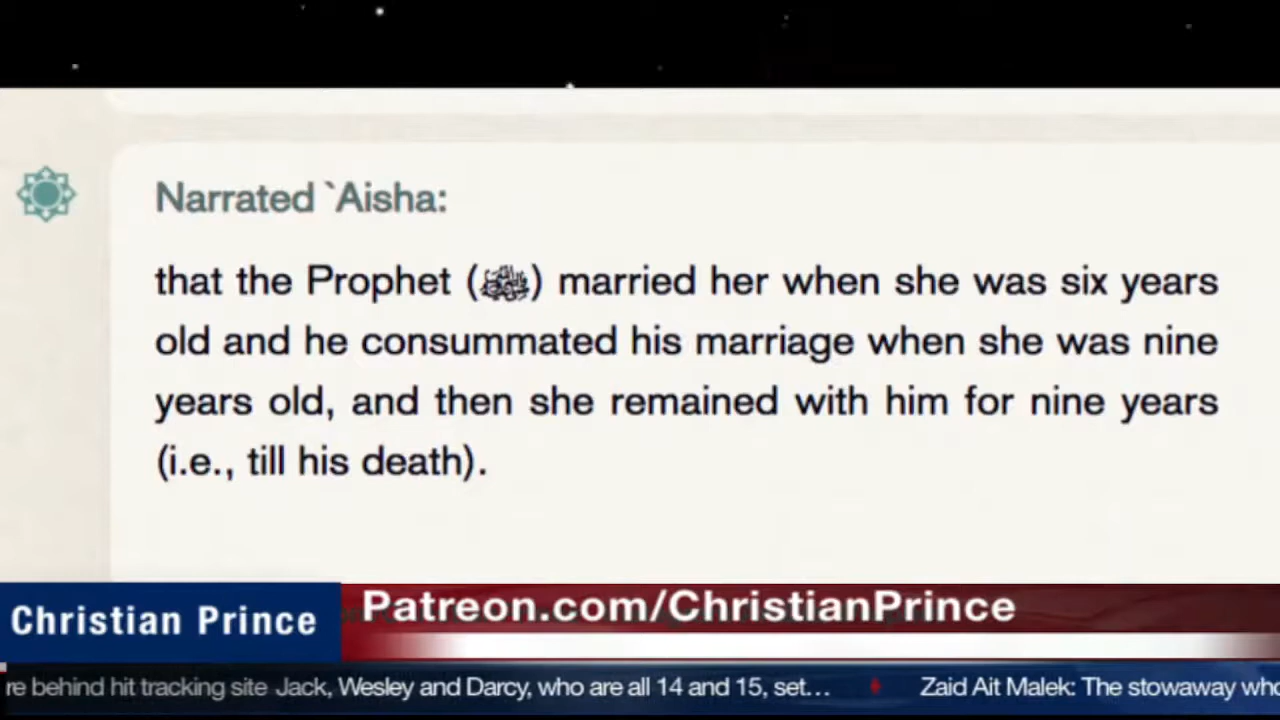 Narrated `Aisha:
that the Prophet (ﷺ) married her when she was six years
old and he consummated his marriage when she was nine
years old, and then she remained with him for nine years
(i.e., till his death).
Christian Prince
Patreon.com/ChristianPrince
re behind hit tracking site Jack, Wesley and Darcy, who are all 14 and 15, set... Zaid Ait Malek: The stowaway who